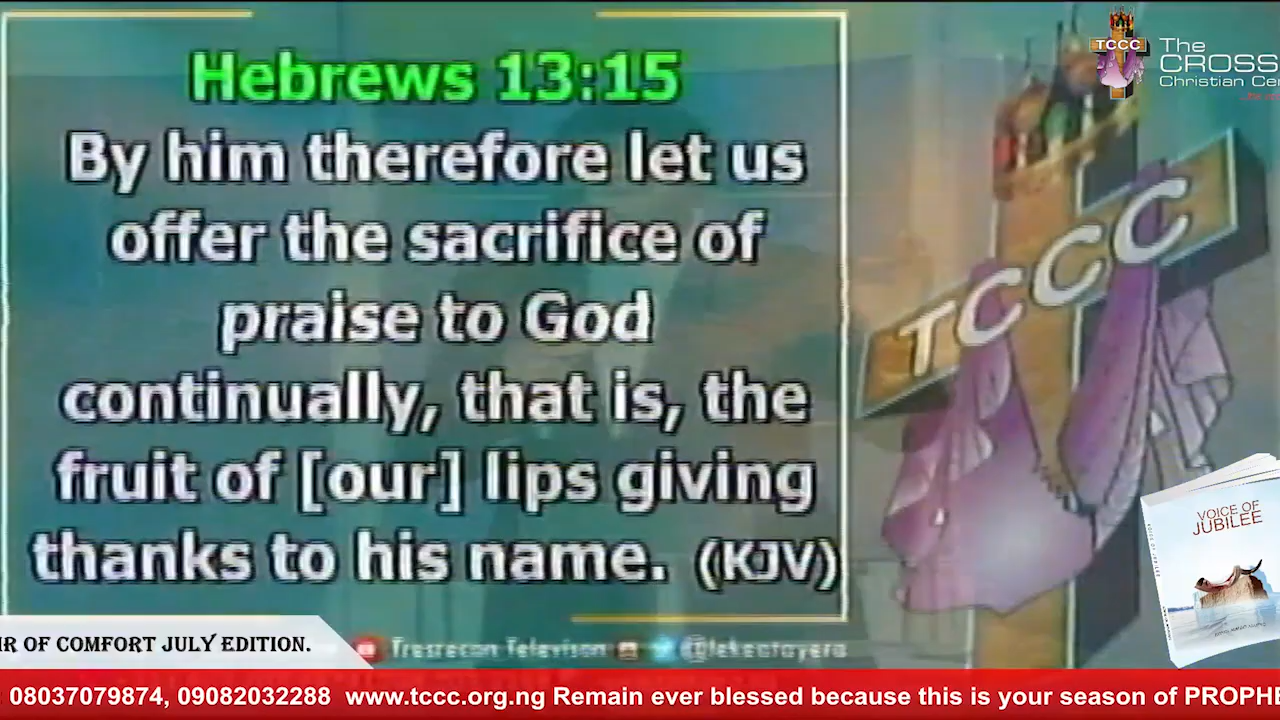 Hebrews 13:15
By him therefore let us
offer the sacrifice of
praise to God
continually, that is, the
fruit of [our] lips giving
thanks to his name. (KJV)
TCCC
The
CROSS
Christian Cen
TCCC
VOICE OF
JUBILEE
IR OF COMFORT JULY EDITION.
Tresrecon Television
@lekeotayero
08037079874, 09082032288 www.tccc.org.ng Remain ever blessed because this is your season of PROPHE